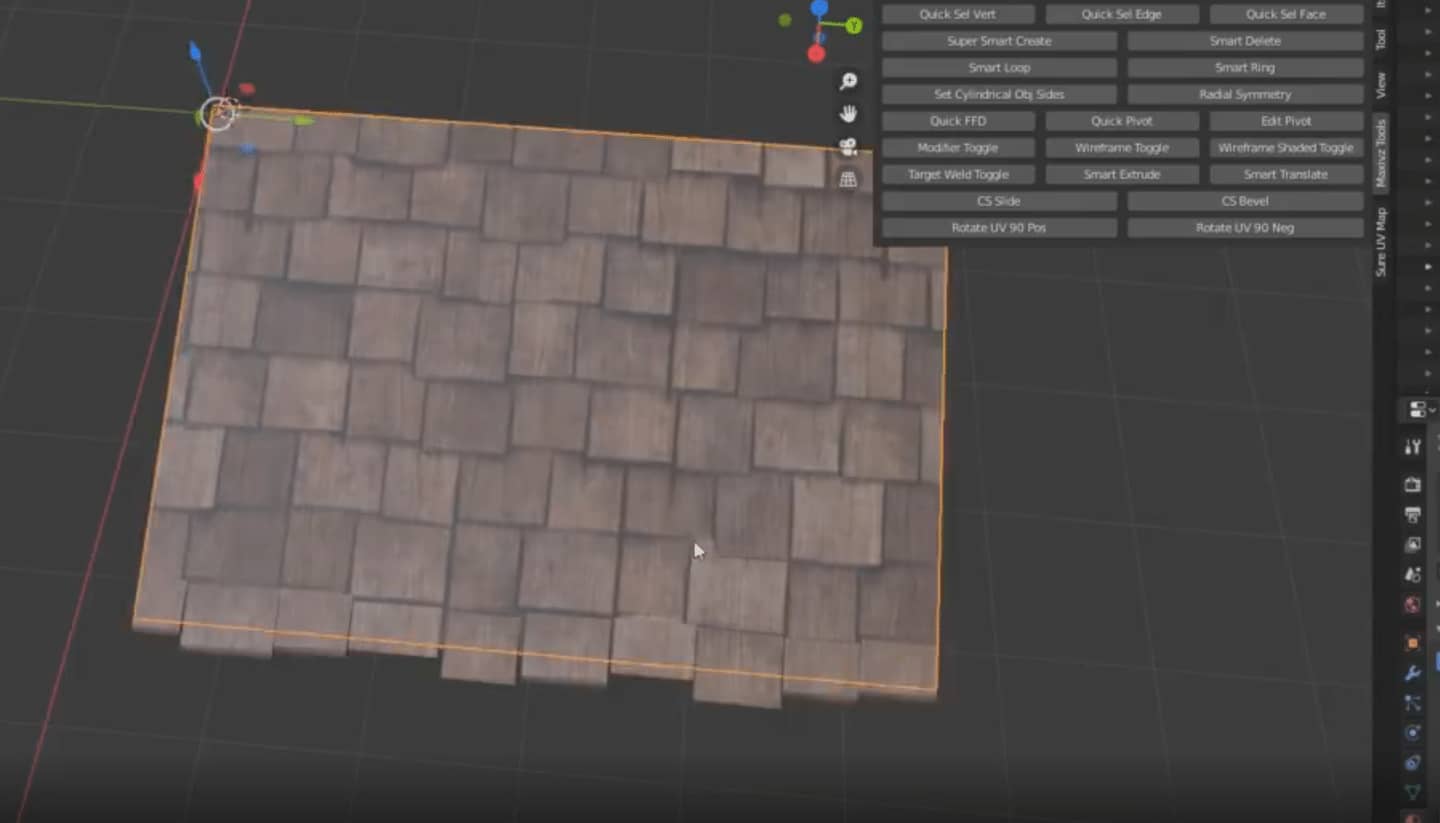 Quick Sel Vert Quick Sel Edge Quick Sel Face
Super Smart Create Smart Delete
Smart Loop Smart Ring
Set Cylindrical Obj Sides Radial Symmetry
Quick FFD Quick Pivot Edit Pivot
Modifier Toggle Wireframe Toggle Wireframe Shaded Toggle
Target Weld Toggle Smart Extrude Smart Translate
CS Slide CS Bevel
Rotate UV 90 Pos Rotate UV 90 Neg
Y
Tool
View
Maxivz Tools
Sure UV Map